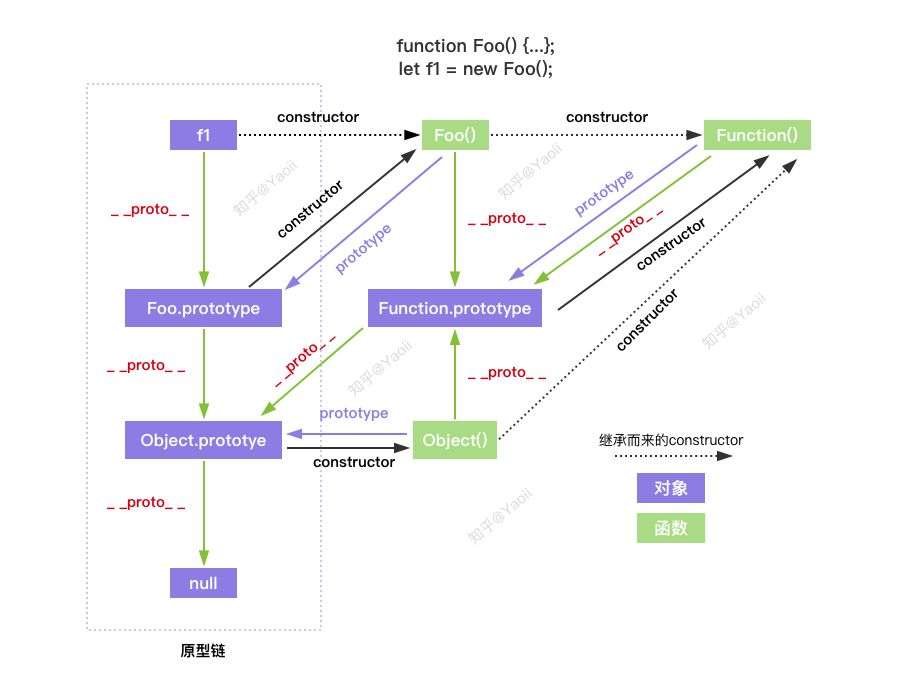 function Foo() {...};
let f1 = new Foo();
f1
constructor
Foo()
constructor
Function()
知乎@Yaoii
知乎@Yaoii
_ _proto_ _
constructor
prototype
_ _proto_ _
prototype
_ _proto_ _
constructor
Foo.prototype
Function.prototype
constructor
知乎@Yaoii
知乎@Yaoii
_ _proto_ _
_ _proto_ _
_ _proto_ _
prototype
Object.prototye
Object()
constructor
继承而来的constructor
对象
函数
_ _proto_ _
知乎@Yaoii
null
原型链